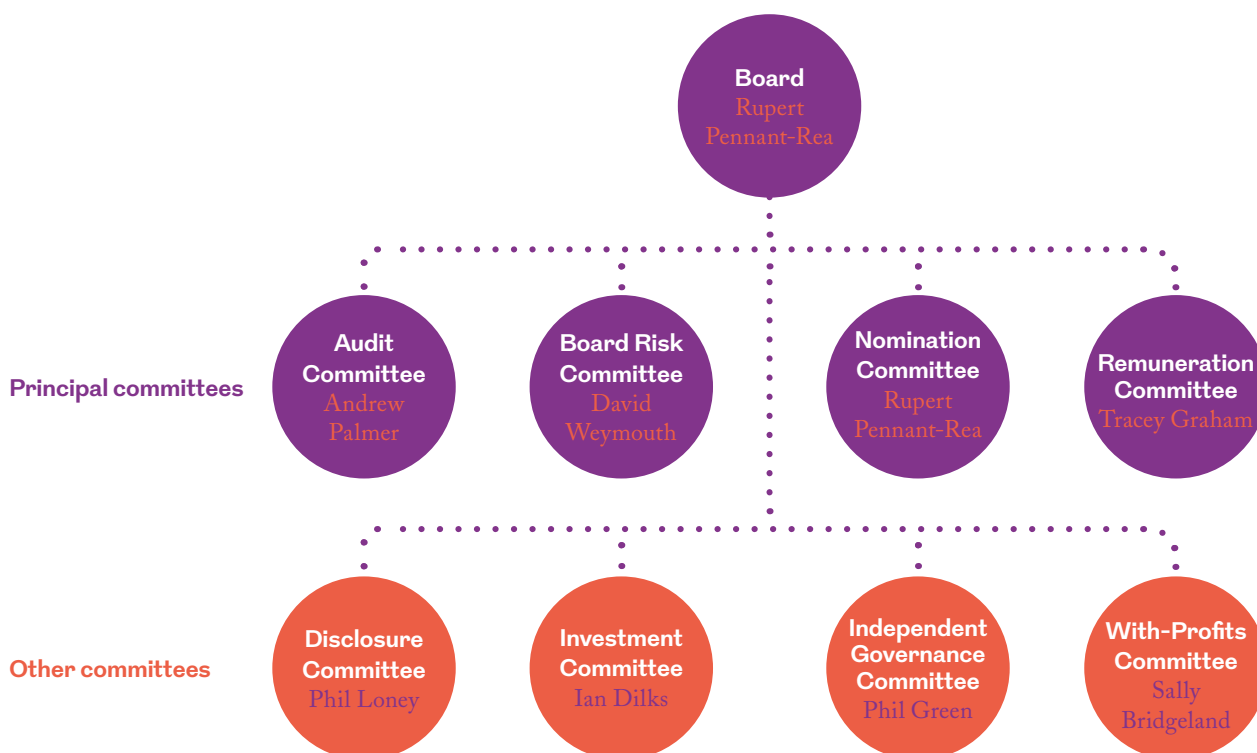 Board
Rupert
Pennant-Rea
Principal committees
Audit
Committee
Andrew
Palmer
Board Risk
Committee
David
Weymouth
Nomination
Committee
Rupert
Pennant-Rea
Remuneration
Committee
Tracey Graham
Other committees
Disclosure
Committee
Phil Loney
Investment
Committee
Ian Dilks
Independent
Governance
Committee
Phil Green
With-Profits
Committee
Sally
Bridgeland